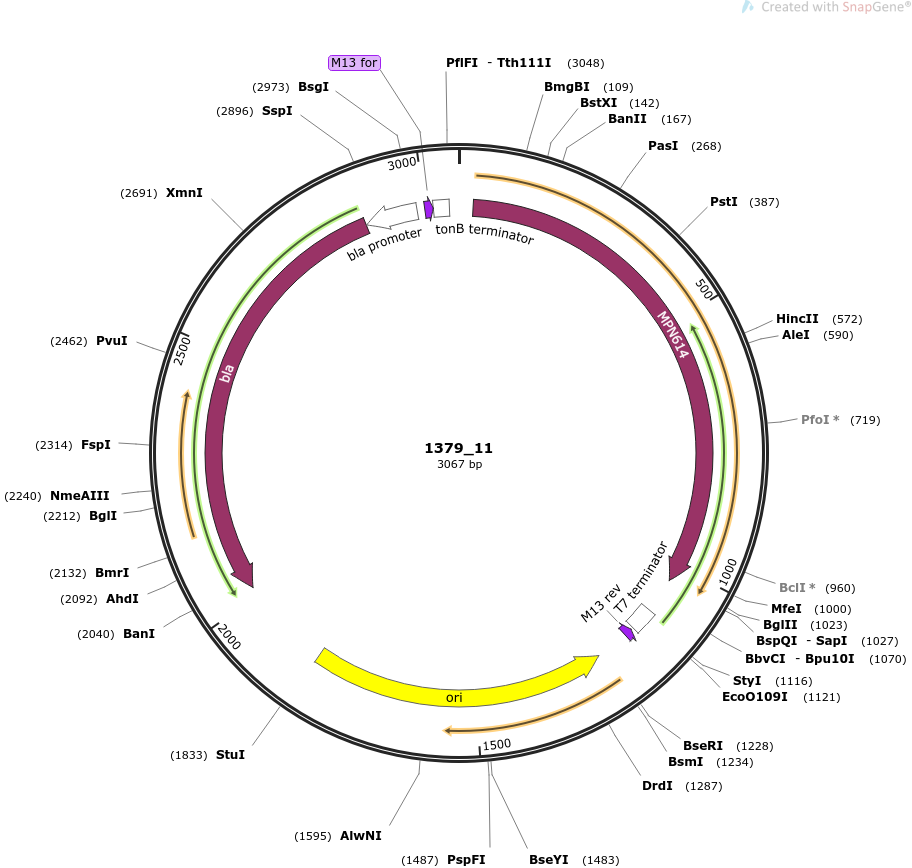 Created with SnapGene®
M13 for
PflFI - Tth111I (3048)
(2973) BsgI
BmgBI (109)
(2896) SspI
BstXI (142)
BanII (167)
PasI (268)
3000
(2691) XmnI
PstI (387)
bla promoter
tonB terminator
500
HincII (572)
MPN614
AleI (590)
(2462) PvuI
2500
bla
PfoI * (719)
(2314) FspI
1379_11
3067 bp
(2240) NmeAIII
(2212) BglI
(2132) BmrI
1000
BclI * (960)
(2092) AhdI
T7 terminator
M13 rev
MfeI (1000)
BglII (1023)
(2040) BanI
2000
BspQI - SapI (1027)
BbvCI - Bpu10I (1070)
StyI (1116)
EcoO109I (1121)
ori
(1833) StuI
1500
BseRI (1228)
BsmI (1234)
DrdI (1287)
(1595) AlwNI
(1487) PspFI
BseYI (1483)